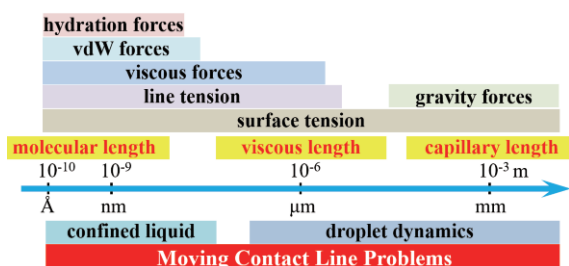 hydration forces
vdW forces
viscous forces
line tension gravity forces
surface tension
molecular length viscous length capillary length
10⁻¹⁰ 10⁻⁹ 10⁻⁶ 10⁻³ m
Å nm μm mm
confined liquid droplet dynamics
Moving Contact Line Problems